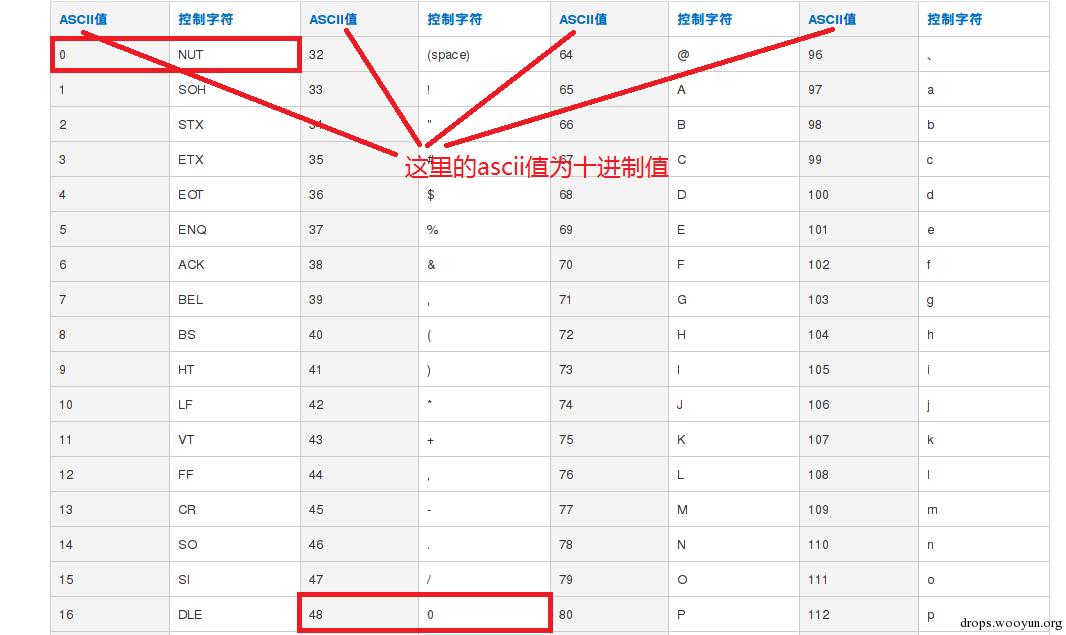 ASCII值 控制字符 ASCII值 控制字符 ASCII值 控制字符 ASCII值 控制字符
0 NUT 32 (space) 64 @ 96 、
1 SOH 33 ! 65 A 97 a
2 STX 34 " 66 B 98 b
3 ETX 35 # 67 C 99 c
这里的ascii值为十进制值
4 EOT 36 $ 68 D 100 d
5 ENQ 37 % 69 E 101 e
6 ACK 38 & 70 F 102 f
7 BEL 39 , 71 G 103 g
8 BS 40 ( 72 H 104 h
9 HT 41 ) 73 I 105 i
10 LF 42 * 74 J 106 j
11 VT 43 + 75 K 107 k
12 FF 44 , 76 L 108 l
13 CR 45 - 77 M 109 m
14 SO 46 . 78 N 110 n
15 SI 47 / 79 O 111 o
16 DLE 48 0 80 P 112 p
drops.wooyun.org